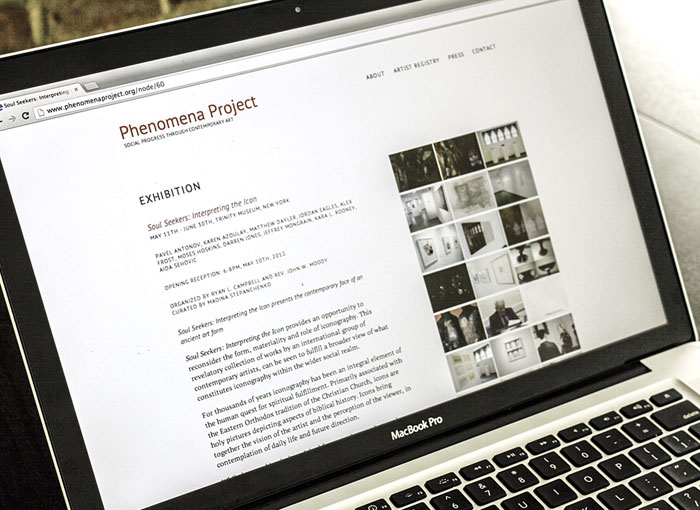 Soul Seekers: Interpreting
www.phenomenaproject.org/node/60
ABOUT ARTIST REGISTRY PRESS CONTACT
Phenomena Project
SOCIAL PROGRESS THROUGH CONTEMPORARY ART
EXHIBITION
Soul Seekers: Interpreting the Icon
MAY 11TH - JUNE 30TH, TRINITY MUSEUM, NEW YORK
PAVEL ANTONOV, KAREN AZOULAY, MATTHEW DAYLER, JORDAN EAGLES, ALEX
FROST, MOSES HOSKINS, DARREN JONES, JEFFREY MONGRAIN, KARA L. ROONEY,
AIDA SEHOVIC
OPENING RECEPTION: 6-8PM, MAY 10TH, 2012
ORGANIZED BY RYAN L. CAMPBELL AND REV. JOHN W. MOODY
CURATED BY MADINA STEPANCHENKO
Soul Seekers: Interpreting the Icon presents the contemporary face of an
ancient art form
Soul Seekers: Interpreting the Icon provides an opportunity to
reconsider the form, materiality and role of iconography. This
revelatory collection of works by an international group of
contemporary artists, can be seen to fulfill a broader view of what
constitutes iconography within the wider social realm.
For thousands of years iconography has been an integral element of
the human quest for spiritual fulfillment. Primarily associated with
the Eastern Orthodox tradition of the Christian Church, icons are
holy pictures depicting aspects of biblical history. Icons bring
together the vision of the artist and the perception of the viewer, in
contemplation of daily life and future direction.
MacBook Pro